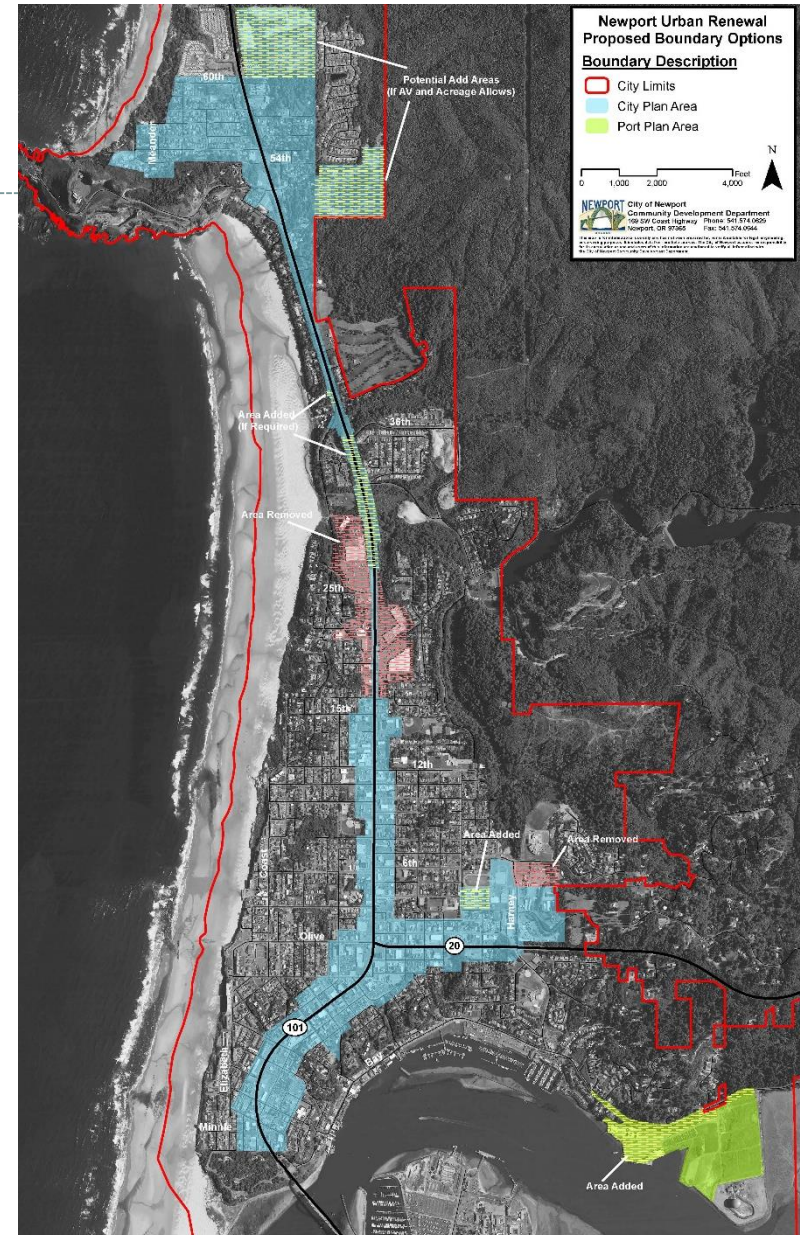 Newport Urban Renewal
Proposed Boundary Options
Boundary Description
City Limits
City Plan Area
Port Plan Area
N
Feet
0 1,000 2,000 4,000
NEWPORT
City of Newport
Community Development Department
169 SW Coast Highway Phone: 541.574.0629
Newport, OR 97365 Fax: 541.574.0644
Potential Add Areas
(If AV and Acreage Allows)
60th
Meander
54th
Area Added
(If Required)
36th
Area Removed
25th
15th
12th
Area Added
Area Removed
6th
Coast
Harney
Olive
20
101
Elizabeth
Bay
Minnie
Area Added